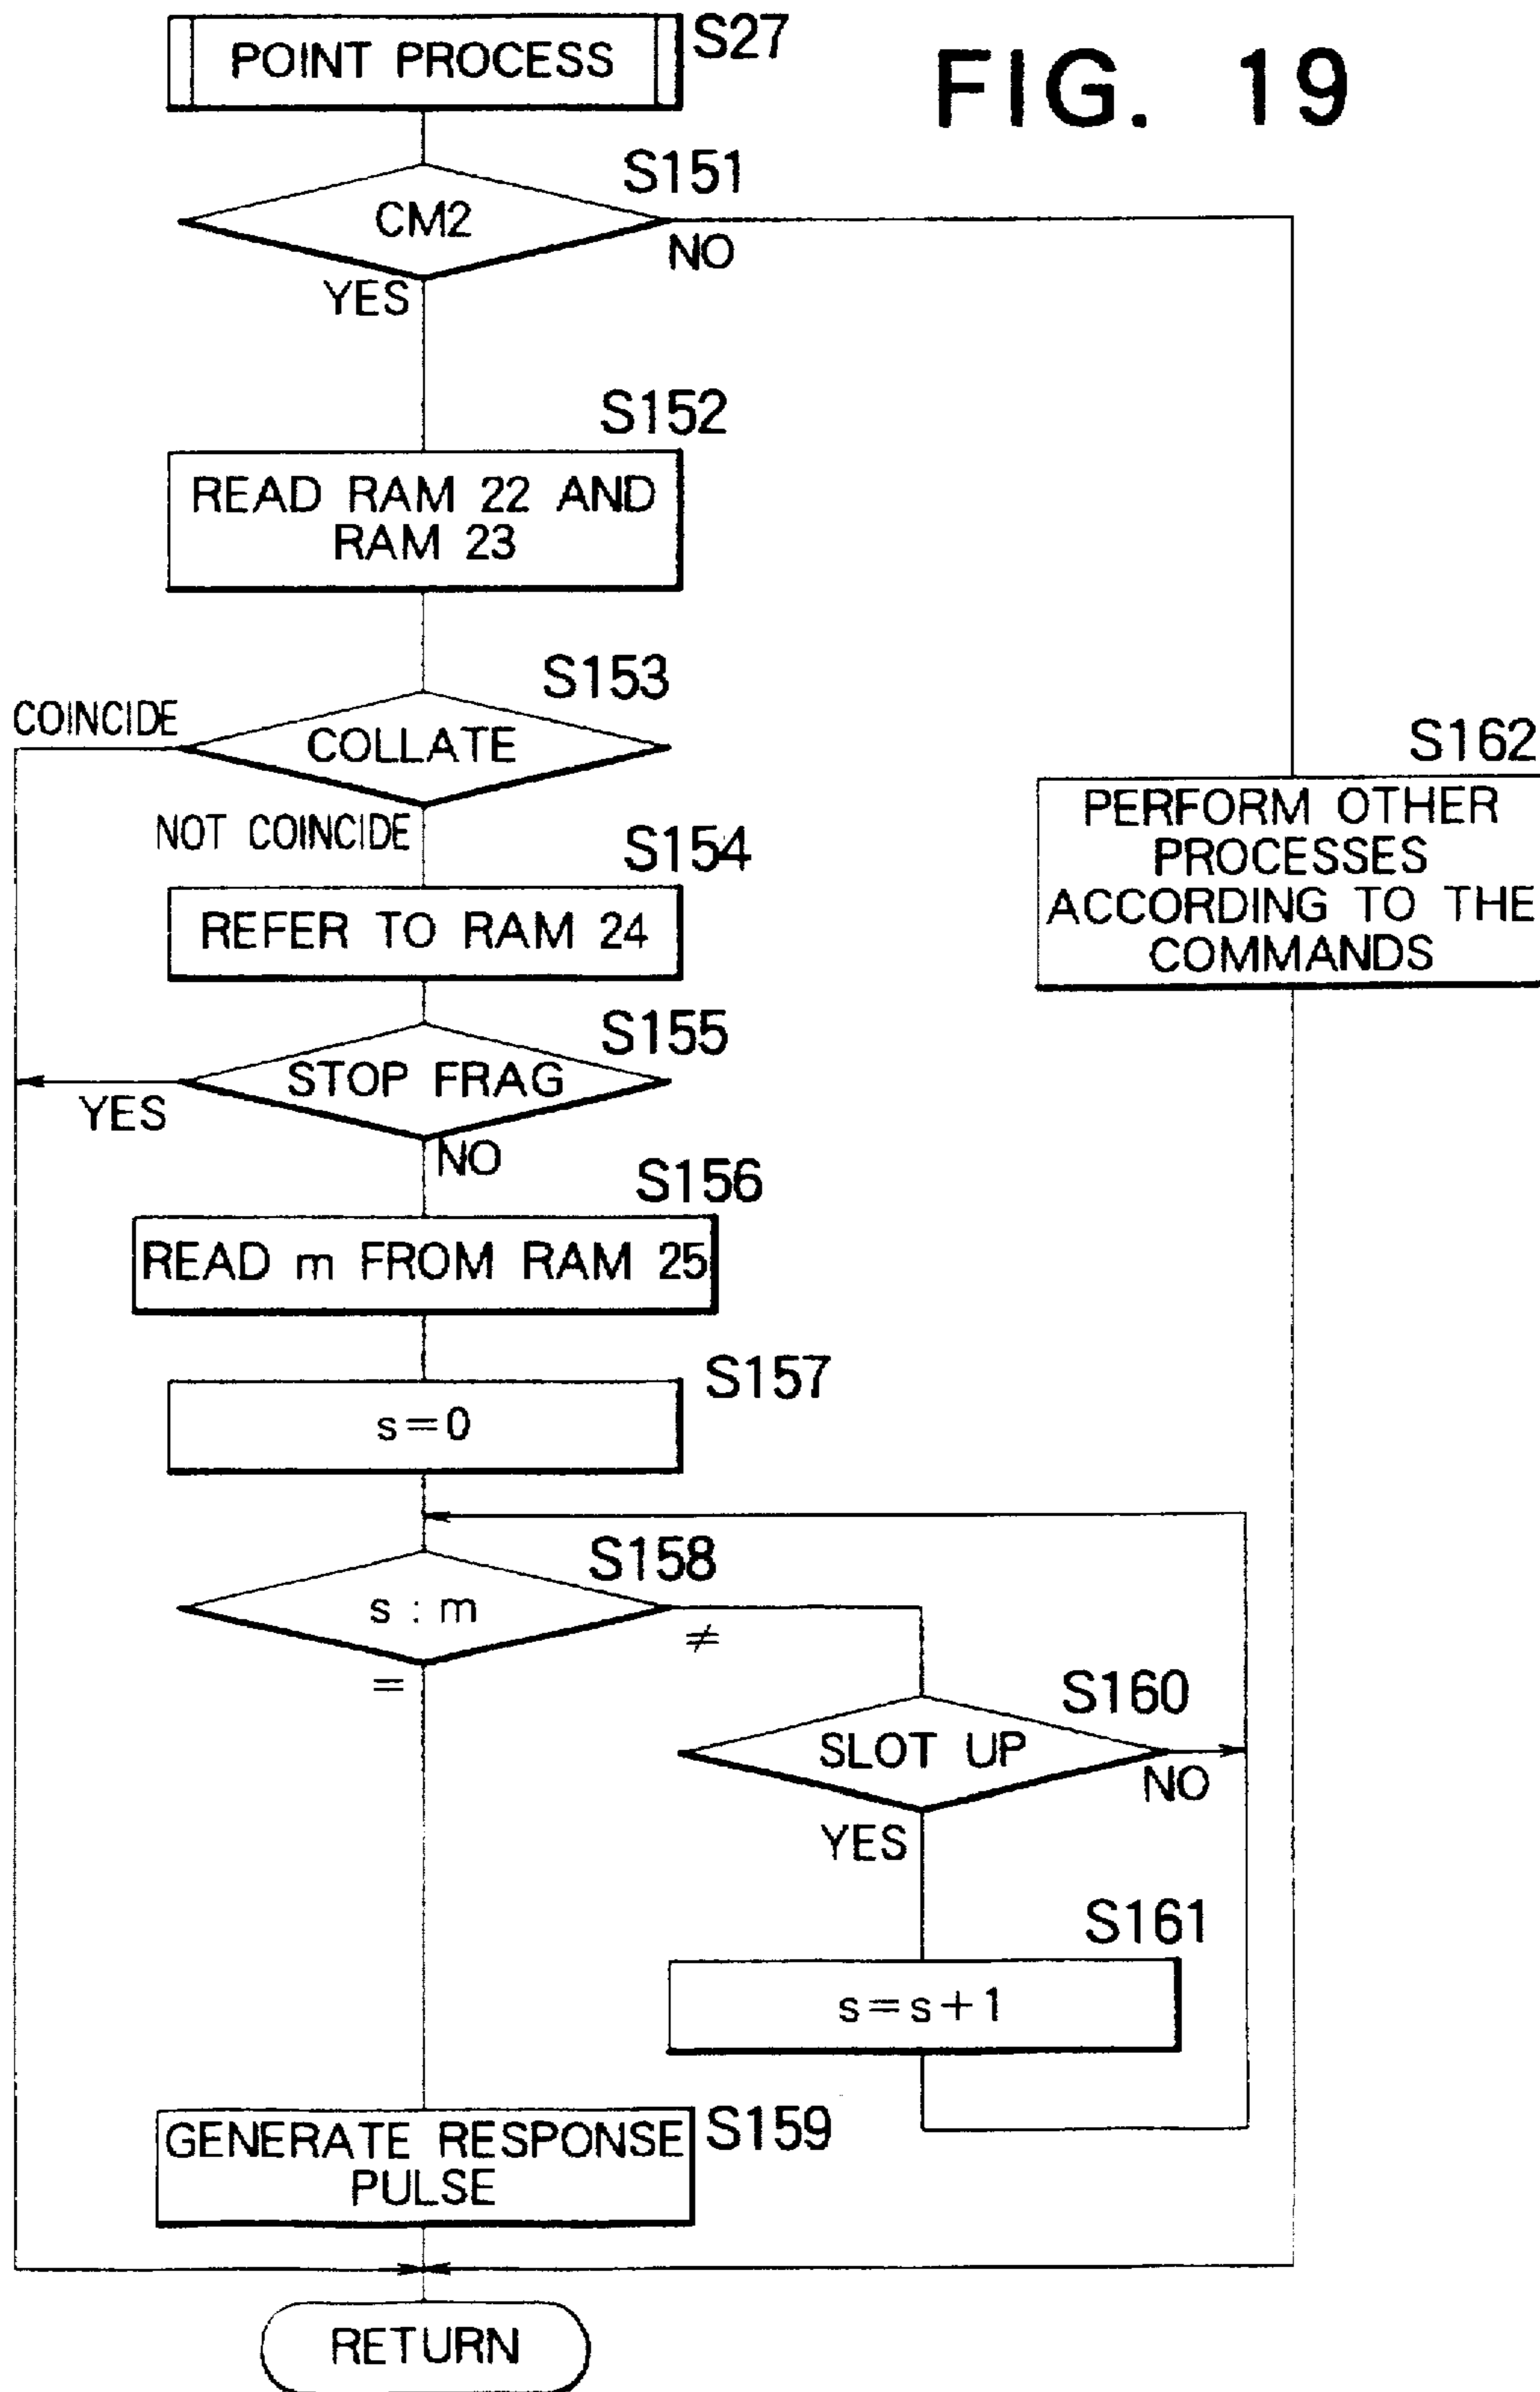 POINT PROCESS
S27
FIG. 19
S151
CM2
NO
YES
S152
READ RAM 22 AND
RAM 23
S153
COINCIDE
COLLATE
NOT COINCIDE
S162
PERFORM OTHER
PROCESSES
ACCORDING TO THE
COMMANDS
S154
REFER TO RAM 24
S155
STOP FRAG
YES
NO
S156
READ m FROM RAM 25
S157
s=0
S158
s : m
≠
=
S160
SLOT UP
NO
YES
S161
s=s+1
GENERATE RESPONSE
PULSE
S159
RETURN